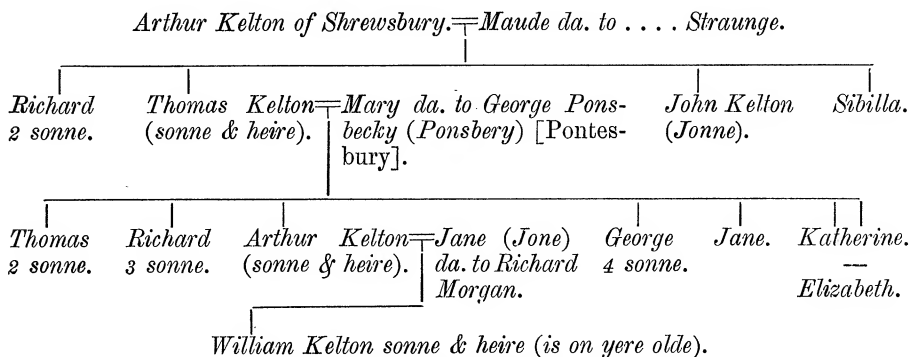 Arthur Kelton of Shrewsbury.=Maude da. to . . . . Straunge.
Richard Thomas Kelton=Mary da. to George Pons- John Kelton Sibilla.
2 sonne. (sonne & heire). becky (Ponsbery) [Pontes- (Jonne).
bury].
Thomas Richard Arthur Kelton=Jane (Jone) George Jane. Katherine.
2 sonne. 3 sonne. (sonne & heire). da. to Richard 4 sonne. —
Morgan. Elizabeth.
William Kelton sonne & heire (is on yere olde).